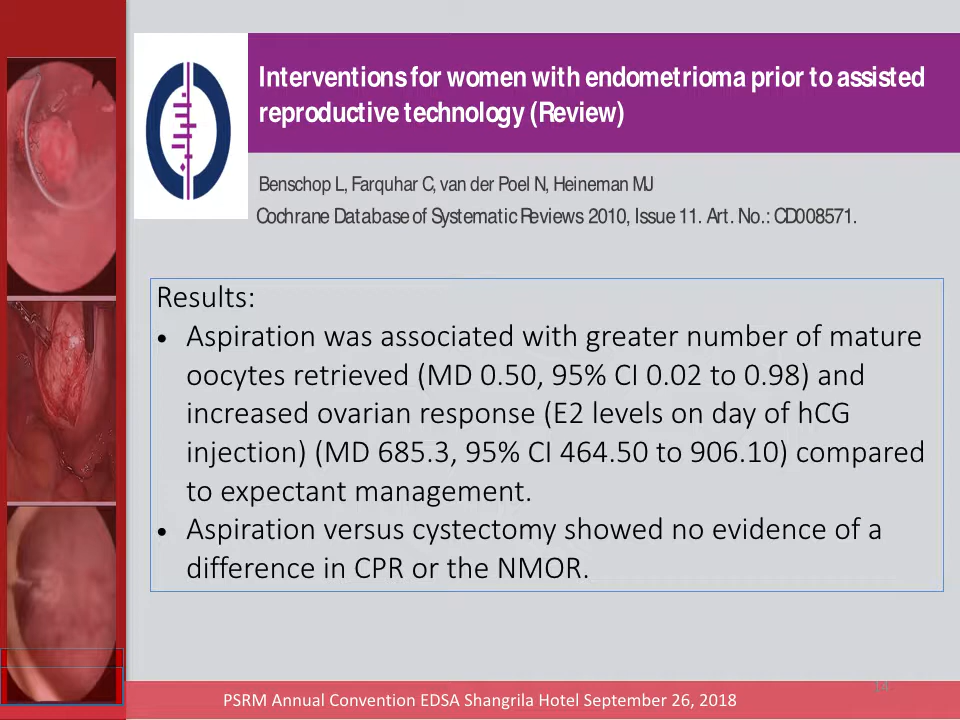 Interventions for women with endometrioma prior to assisted
reproductive technology (Review)
Benschop L, Farquhar C, van der Poel N, Heineman MJ
Cochrane Database of Systematic Reviews 2010, Issue 11. Art. No.: CD008571.
Results:
• Aspiration was associated with greater number of mature
oocytes retrieved (MD 0.50, 95% CI 0.02 to 0.98) and
increased ovarian response (E2 levels on day of hCG
injection) (MD 685.3, 95% CI 464.50 to 906.10) compared
to expectant management.
• Aspiration versus cystectomy showed no evidence of a
difference in CPR or the NMOR.
14
PSRM Annual Convention EDSA Shangrila Hotel September 26, 2018